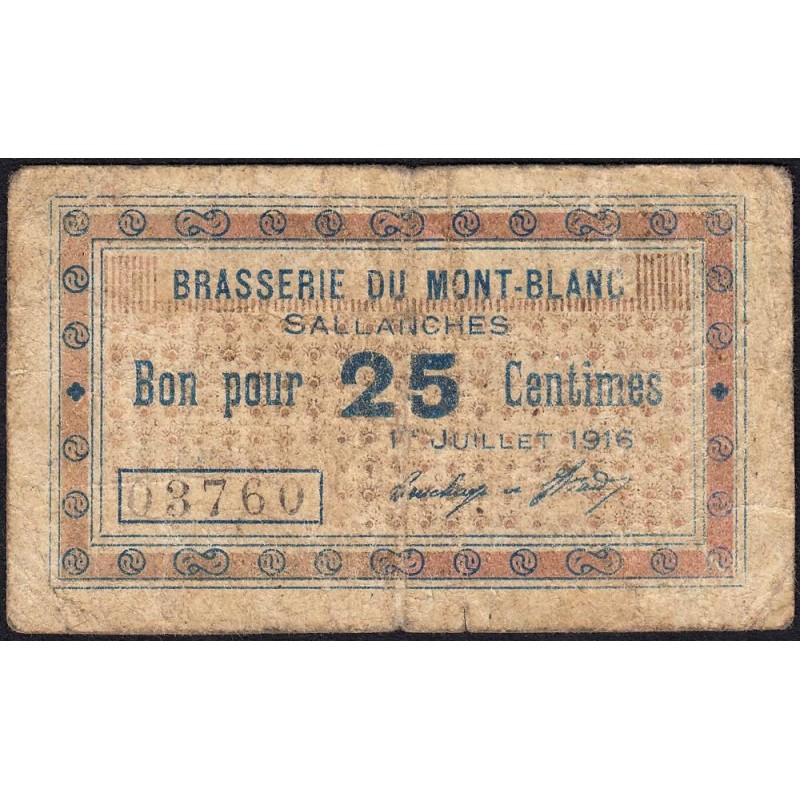 BRASSERIE DU MONT-BLANC
SALLANCHES
Bon pour 25 Centimes
1er JUILLET 1916
03760